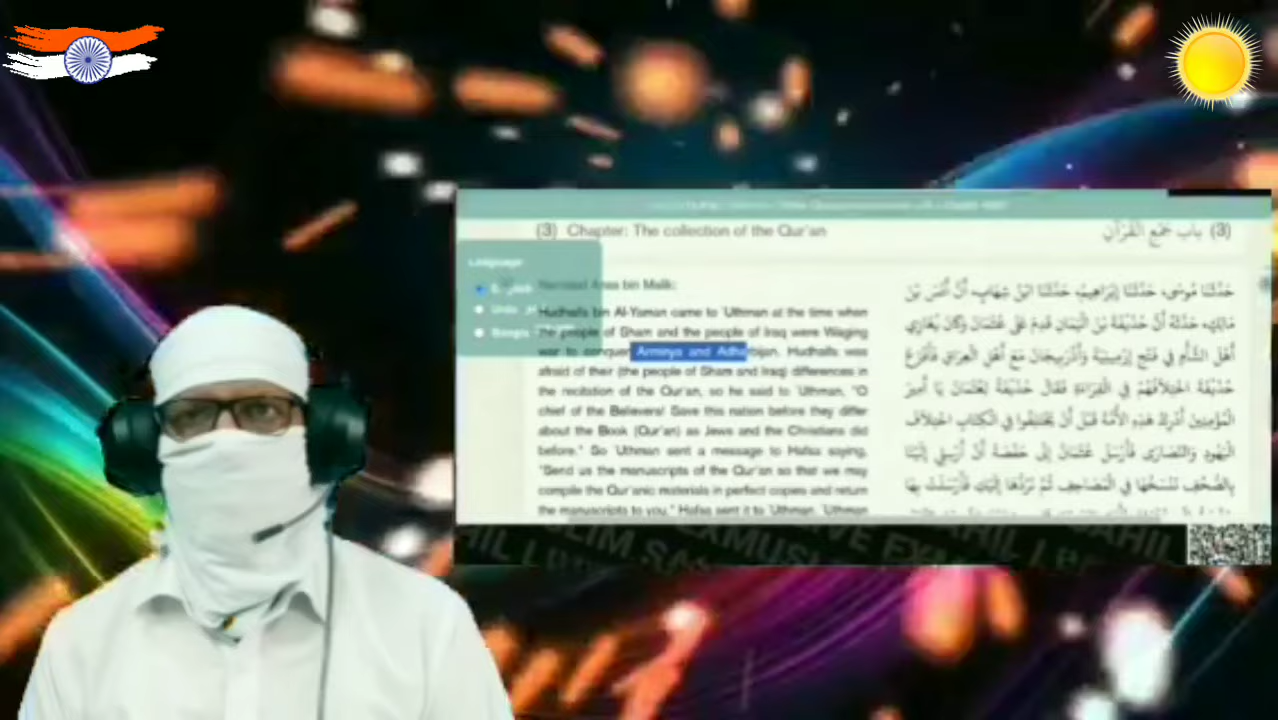 (3) Chapter: The collection of the Qur'an
باب جَمْعِ الْقُرْآنِ (3)
Language
Narrated Anas bin Malik:
Urdu
Bangla
Hudhaifa bin Al-Yaman came to 'Uthman at the time when
the people of Sham and the people of Iraq were Waging
war to conquer Arminya and Adharbijan. Hudhaifa was
afraid of their (the people of Sham and Iraq) differences in
the recitation of the Qur'an, so he said to 'Uthman, "O
chief of the Believers! Save this nation before they differ
about the Book (Qur'an) as Jews and the Christians did
before." So 'Uthman sent a message to Hafsa saying,
"Send us the manuscripts of the Qur'an so that we may
compile the Qur'anic materials in perfect copies and return
the manuscripts to you." Hafsa sent it to 'Uthman. 'Uthman
حَدَّثَنَا مُوسَى، حَدَّثَنَا إِبْرَاهِيمُ، حَدَّثَنَا ابْنُ شِهَابٍ، أَنَّ أَنَسَ بْنَ
مَالِكٍ، حَدَّثَهُ أَنَّ حُذَيْفَةَ بْنَ الْيَمَانِ قَدِمَ عَلَى عُثْمَانَ وَكَانَ يُغَازِي
أَهْلَ الشَّأْمِ فِي فَتْحِ إِرْمِينِيَةَ وَأَذْرَبِيجَانَ مَعَ أَهْلِ الْعِرَاقِ فَأَفْزَعَ
حُذَيْفَةَ اخْتِلاَفُهُمْ فِي الْقِرَاءَةِ فَقَالَ حُذَيْفَةُ لِعُثْمَانَ يَا أَمِيرَ
الْمُؤْمِنِينَ أَدْرِكْ هَذِهِ الأُمَّةَ قَبْلَ أَنْ يَخْتَلِفُوا فِي الْكِتَابِ اخْتِلاَفَ
الْيَهُودِ وَالنَّصَارَى فَأَرْسَلَ عُثْمَانُ إِلَى حَفْصَةَ أَنْ أَرْسِلِي إِلَيْنَا
بِالصُّحُفِ نَنْسَخُهَا فِي الْمَصَاحِفِ ثُمَّ نَرُدُّهَا إِلَيْكِ فَأَرْسَلَتْ بِهَا